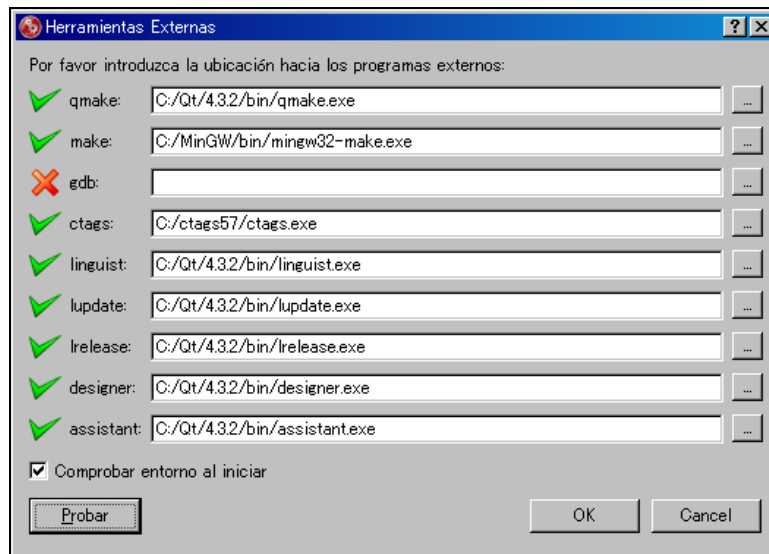 Herramientas Externas
Por favor introduzca la ubicación hacia los programas externos:
qmake: C:/Qt/4.3.2/bin/qmake.exe ...
make: C:/MinGW/bin/mingw32-make.exe ...
gdb: ...
ctags: C:/ctags57/ctags.exe ...
linguist: C:/Qt/4.3.2/bin/linguist.exe ...
lupdate: C:/Qt/4.3.2/bin/lupdate.exe ...
lrelease: C:/Qt/4.3.2/bin/lrelease.exe ...
designer: C:/Qt/4.3.2/bin/designer.exe ...
assistant: C:/Qt/4.3.2/bin/assistant.exe ...
Comprobar entorno al iniciar
Probar OK Cancel